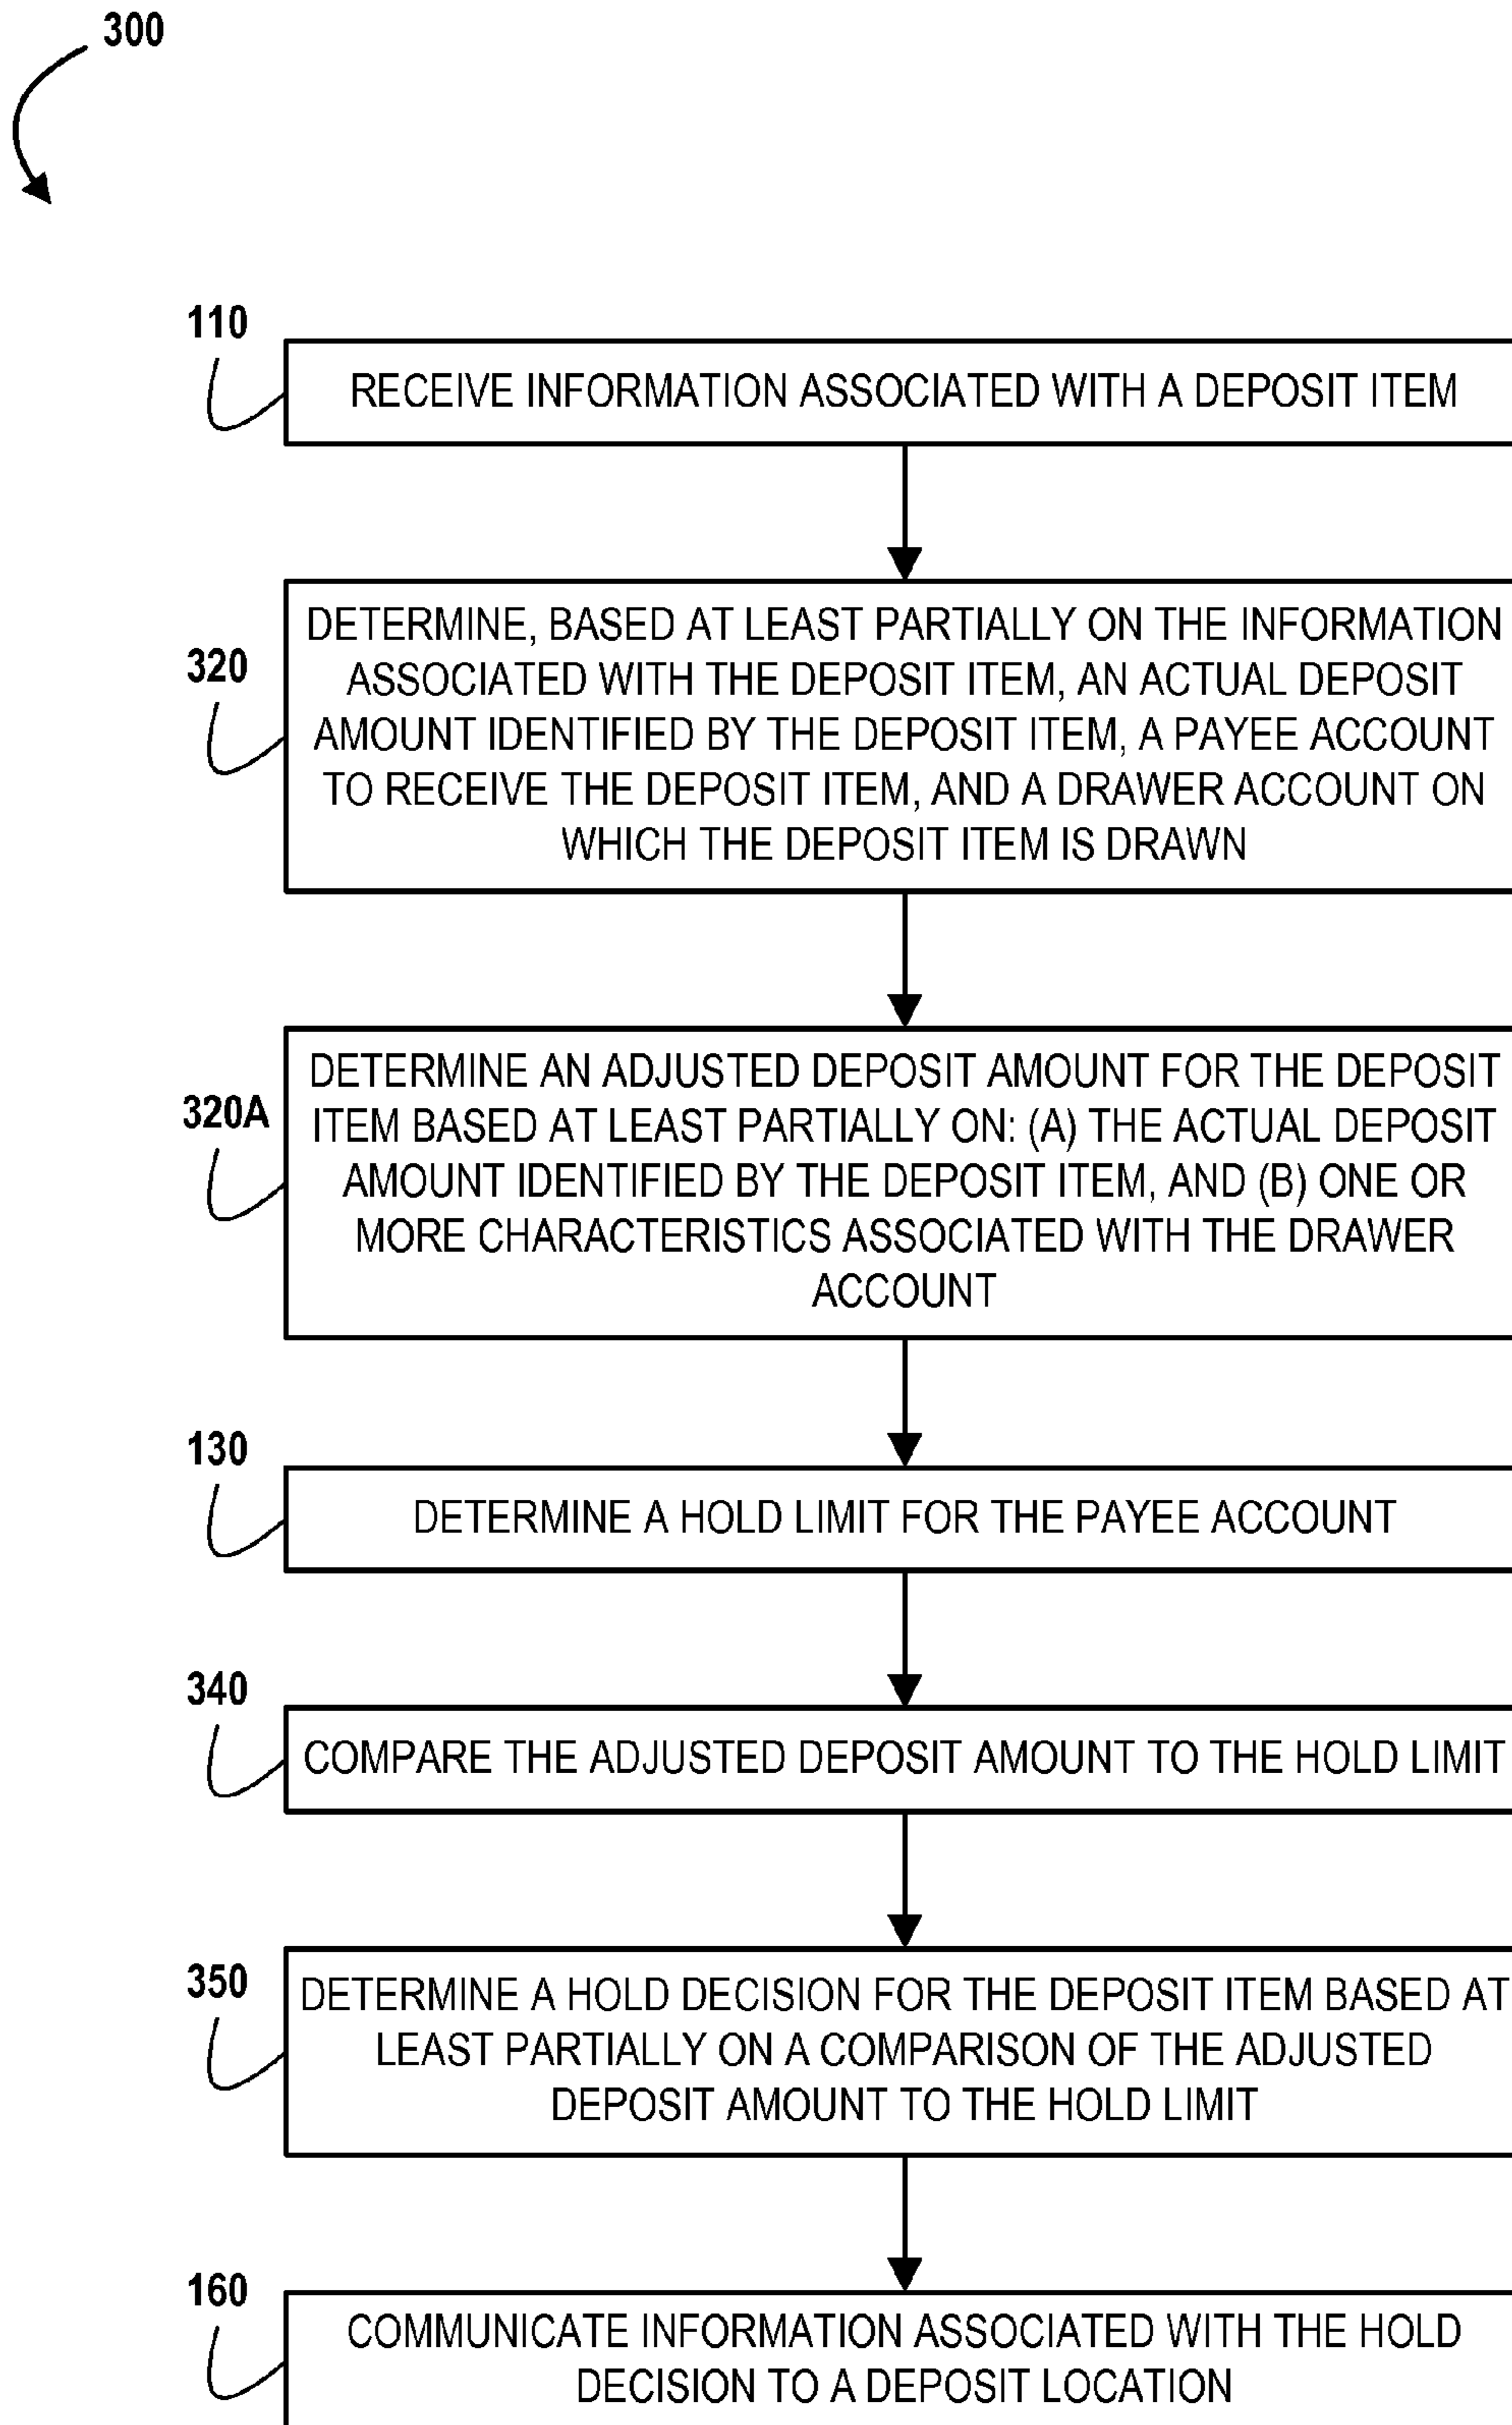 300
110
RECEIVE INFORMATION ASSOCIATED WITH A DEPOSIT ITEM
320
DETERMINE, BASED AT LEAST PARTIALLY ON THE INFORMATION
ASSOCIATED WITH THE DEPOSIT ITEM, AN ACTUAL DEPOSIT
AMOUNT IDENTIFIED BY THE DEPOSIT ITEM, A PAYEE ACCOUNT
TO RECEIVE THE DEPOSIT ITEM, AND A DRAWER ACCOUNT ON
WHICH THE DEPOSIT ITEM IS DRAWN
320A
DETERMINE AN ADJUSTED DEPOSIT AMOUNT FOR THE DEPOSIT
ITEM BASED AT LEAST PARTIALLY ON: (A) THE ACTUAL DEPOSIT
AMOUNT IDENTIFIED BY THE DEPOSIT ITEM, AND (B) ONE OR
MORE CHARACTERISTICS ASSOCIATED WITH THE DRAWER
ACCOUNT
130
DETERMINE A HOLD LIMIT FOR THE PAYEE ACCOUNT
340
COMPARE THE ADJUSTED DEPOSIT AMOUNT TO THE HOLD LIMIT
350
DETERMINE A HOLD DECISION FOR THE DEPOSIT ITEM BASED AT
LEAST PARTIALLY ON A COMPARISON OF THE ADJUSTED
DEPOSIT AMOUNT TO THE HOLD LIMIT
160
COMMUNICATE INFORMATION ASSOCIATED WITH THE HOLD
DECISION TO A DEPOSIT LOCATION